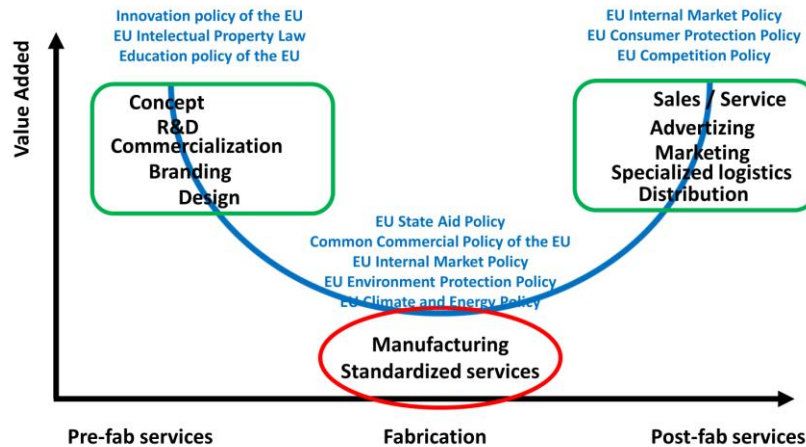 Innovation policy of the EU
EU Intelectual Property Law
Education policy of the EU
EU Internal Market Policy
EU Consumer Protection Policy
EU Competition Policy
Value Added
Concept
R&D
Commercialization
Branding
Design
Sales / Service
Advertizing
Marketing
Specialized logistics
Distribution
EU State Aid Policy
Common Commercial Policy of the EU
EU Internal Market Policy
EU Environment Protection Policy
EU Climate and Energy Policy
Manufacturing
Standardized services
Pre-fab services
Fabrication
Post-fab services